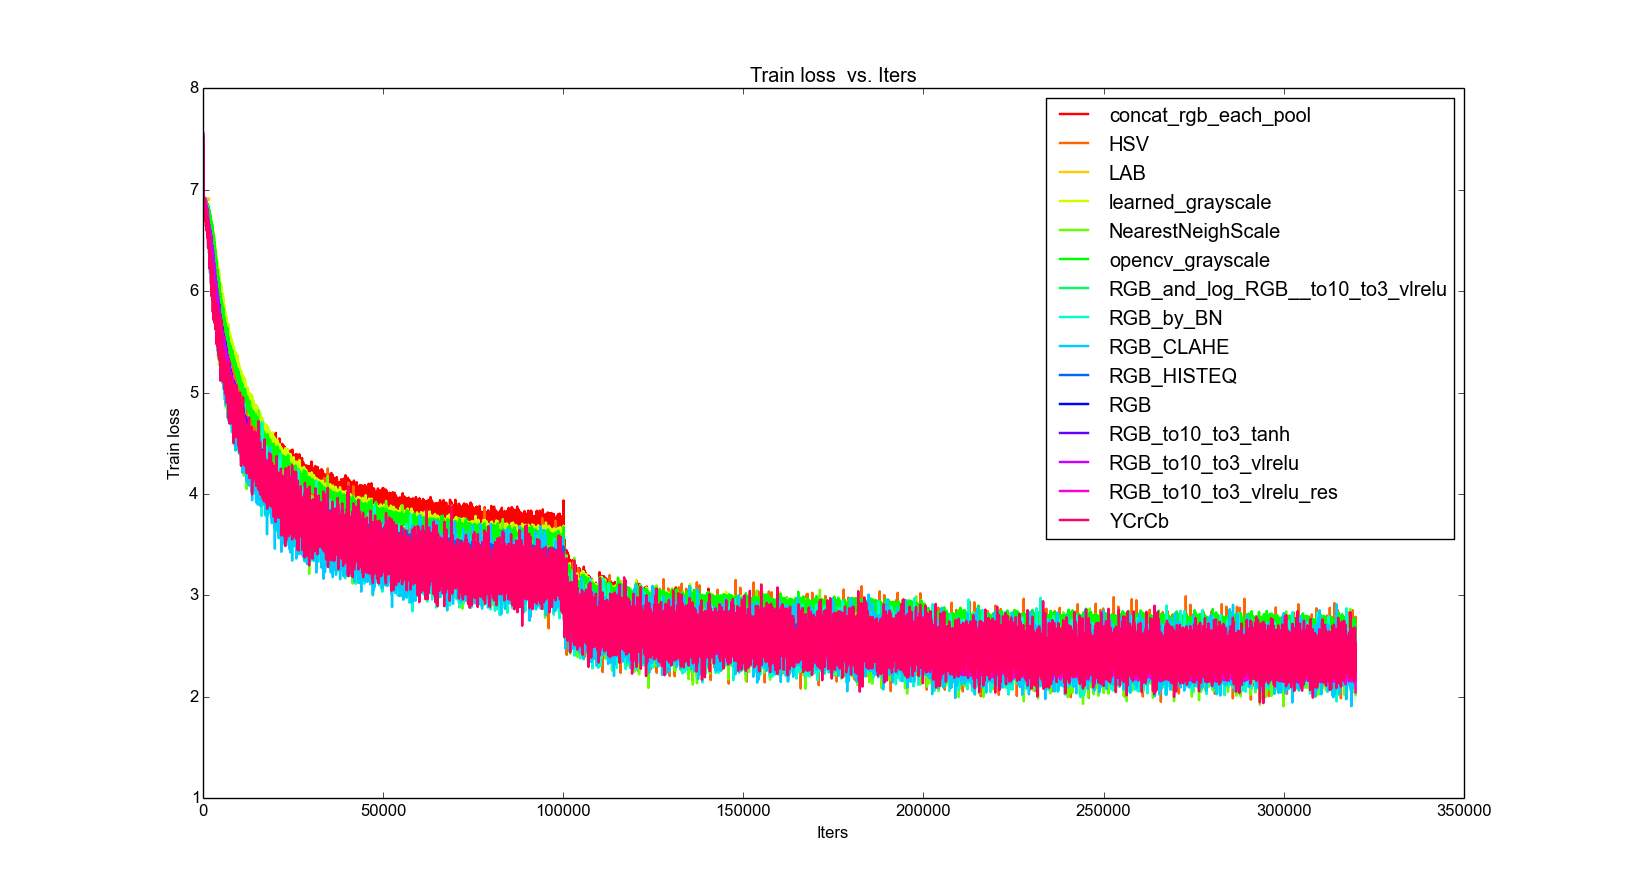 Train loss  vs. Iters
8
7
6
5
4
3
2
1
Train loss
concat_rgb_each_pool
HSV
LAB
learned_grayscale
NearestNeighScale
opencv_grayscale
RGB_and_log_RGB__to10_to3_vlrelu
RGB_by_BN
RGB_CLAHE
RGB_HISTEQ
RGB
RGB_to10_to3_tanh
RGB_to10_to3_vlrelu
RGB_to10_to3_vlrelu_res
YCrCb
0 50000 100000 150000 200000 250000 300000 350000
Iters